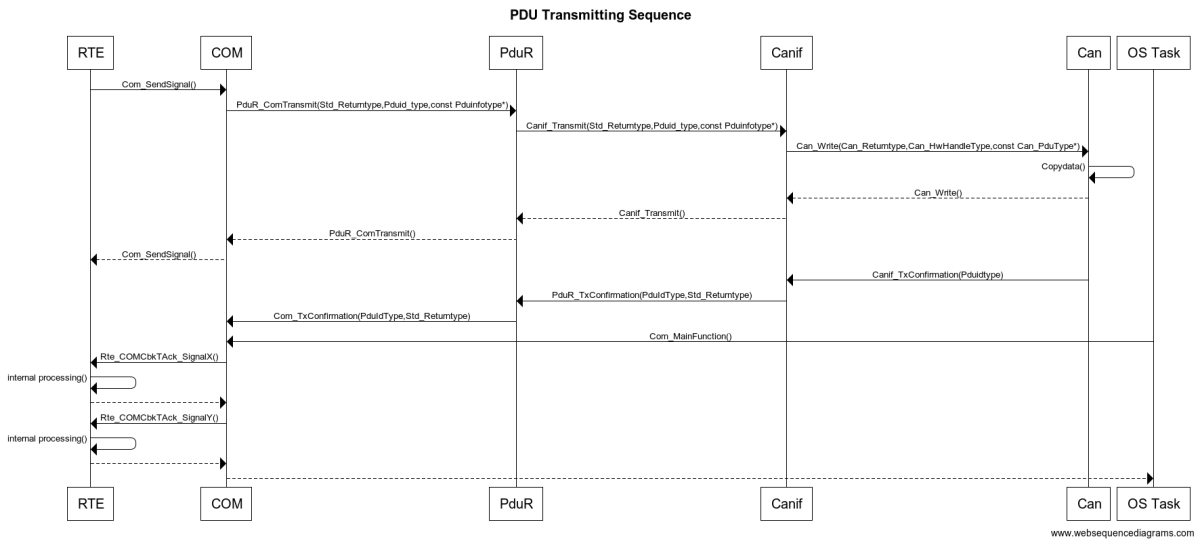 PDU Transmitting Sequence
RTE COM PduR Canif Can OS Task
Com_SendSignal()
PduR_ComTransmit(Std_Returntype,Pduid_type,const Pduinfotype*)
Canif_Transmit(Std_Returntype,Pduid_type,const Pduinfotype*)
Can_Write(Can_Returntype,Can_HwHandleType,const Can_PduType*)
Copydata()
Can_Write()
Canif_Transmit()
PduR_ComTransmit()
Com_SendSignal()
Canif_TxConfirmation(Pduidtype)
PduR_TxConfirmation(PduIdType,Std_Returntype)
Com_TxConfirmation(PduIdType,Std_Returntype)
Com_MainFunction()
Rte_COMCbkTAck_SignalX()
internal processing()
Rte_COMCbkTAck_SignalY()
internal processing()
RTE COM PduR Canif Can OS Task
www.websequencediagrams.com